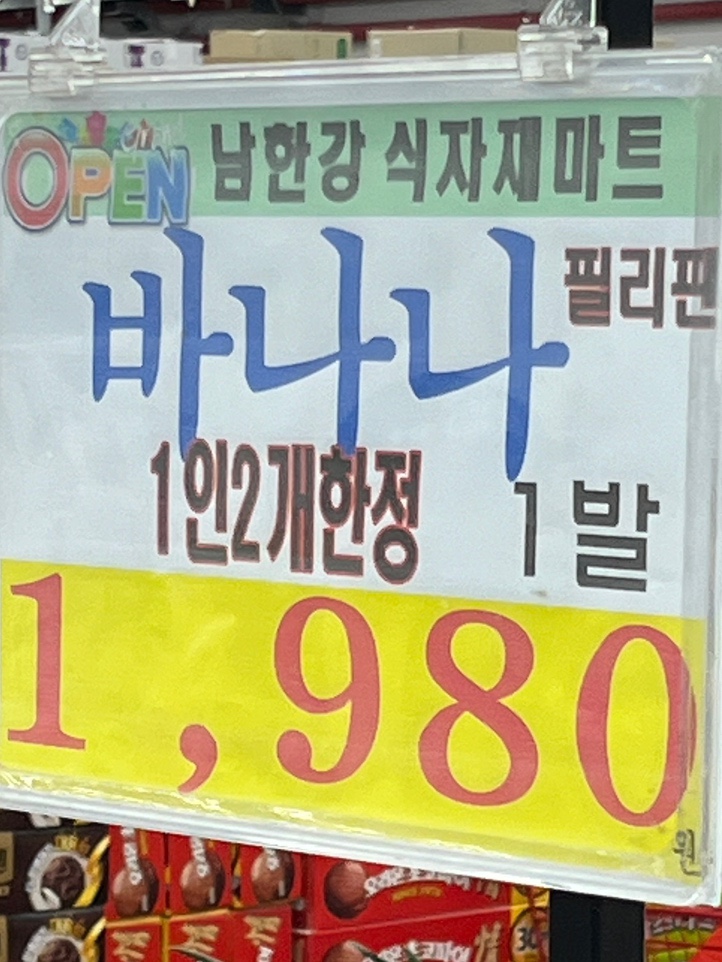 OPEN 남한강 식자재마트
바나나 필리핀
1인2개한정 1발
1,980
원